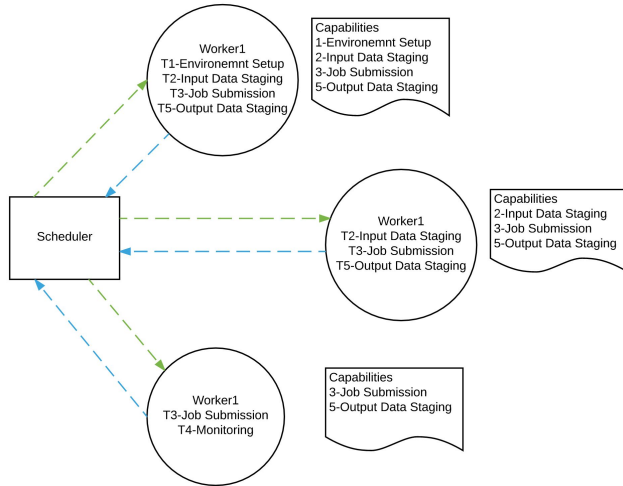 Worker1
T1-Environemnt Setup
T2-Input Data Staging
T3-Job Submission
T5-Output Data Staging
Capabilities
1-Environemnt Setup
2-Input Data Staging
3-Job Submission
5-Output Data Staging
Scheduler
Worker1
T2-Input Data Staging
T3-Job Submission
T5-Output Data Staging
Capabilities
2-Input Data Staging
3-Job Submission
5-Output Data Staging
Worker1
T3-Job Submission
T4-Monitoring
Capabilities
3-Job Submission
5-Output Data Staging